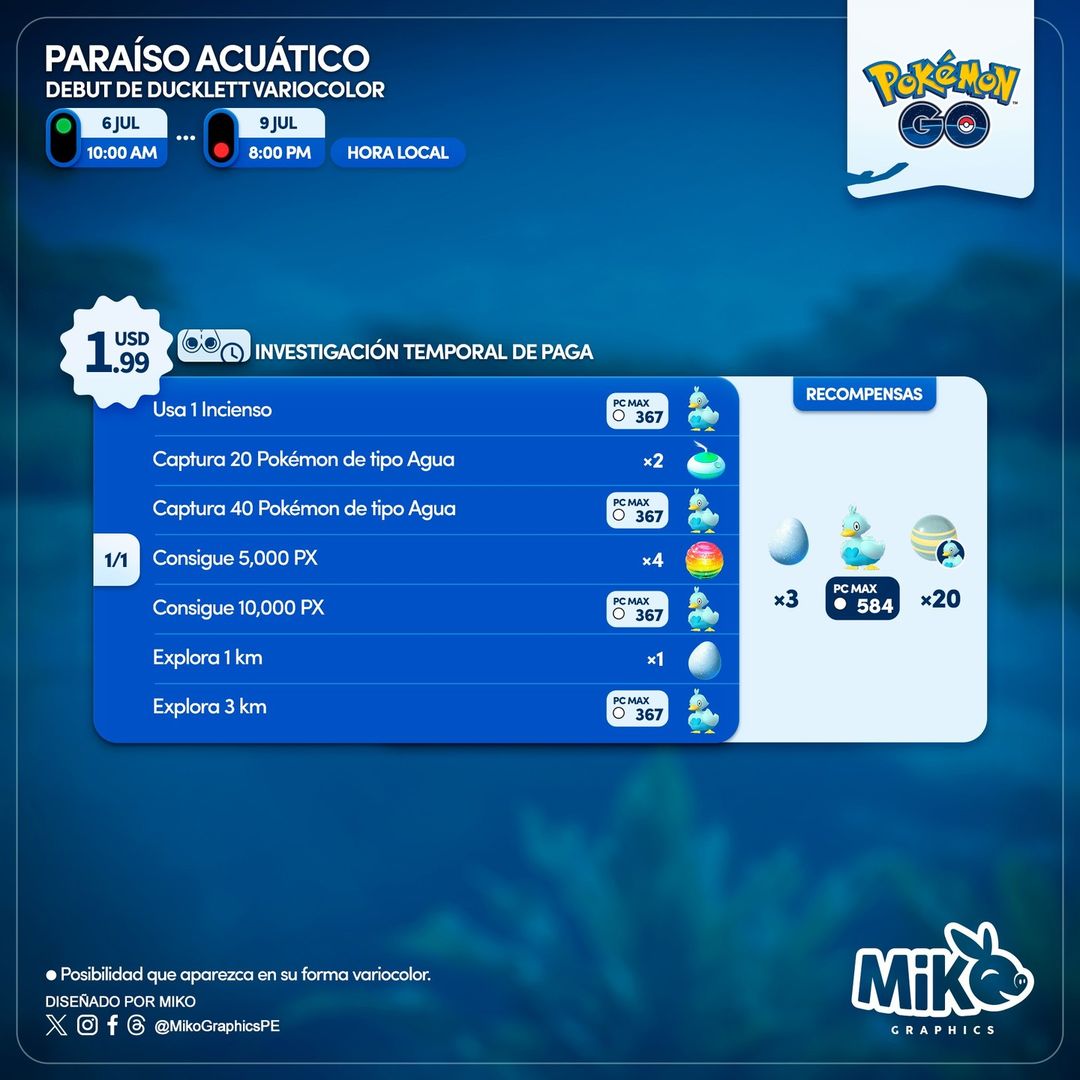 PARAÍSO ACUÁTICO
DEBUT DE DUCKLETT VARIOCOLOR
6 JUL
10:00 AM
...
9 JUL
8:00 PM
HORA LOCAL
POKÉMON
GO
1.99 USD
INVESTIGACIÓN TEMPORAL DE PAGA
RECOMPENSAS
1/1
Usa 1 Incienso
PC MAX
367
Captura 20 Pokémon de tipo Agua
×2
Captura 40 Pokémon de tipo Agua
PC MAX
367
Consigue 5,000 PX
×4
Consigue 10,000 PX
PC MAX
367
Explora 1 km
×1
Explora 3 km
PC MAX
367
×3
PC MAX
584
×20
● Posibilidad que aparezca en su forma variocolor.
DISEÑADO POR MIKO
@MikoGraphicsPE
MiKO
GRAPHICS